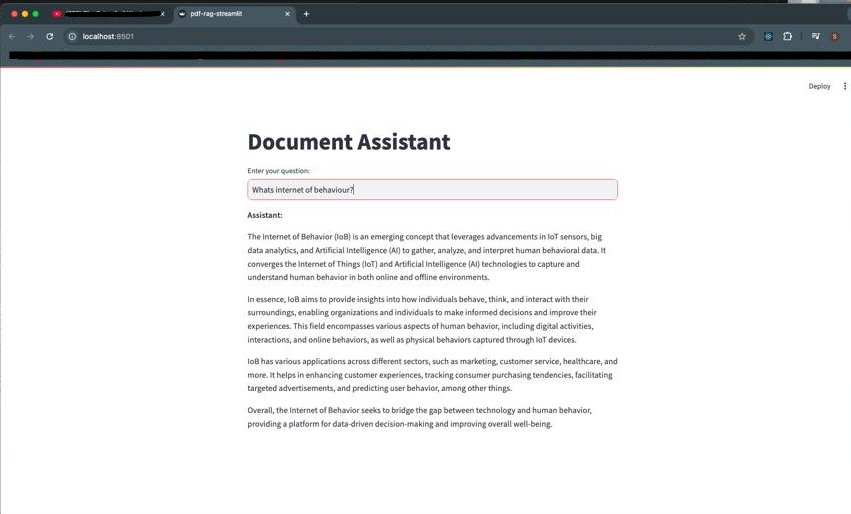 pdf-rag-streamlit
localhost:8501
S
Deploy
Document Assistant
Enter your question:
Whats internet of behaviour?
Assistant:
The Internet of Behavior (IoB) is an emerging concept that leverages advancements in IoT sensors, big
data analytics, and Artificial Intelligence (AI) to gather, analyze, and interpret human behavioral data. It
converges the Internet of Things (IoT) and Artificial Intelligence (AI) technologies to capture and
understand human behavior in both online and offline environments.
In essence, IoB aims to provide insights into how individuals behave, think, and interact with their
surroundings, enabling organizations and individuals to make informed decisions and improve their
experiences. This field encompasses various aspects of human behavior, including digital activities,
interactions, and online behaviors, as well as physical behaviors captured through IoT devices.
IoB has various applications across different sectors, such as marketing, customer service, healthcare, and
more. It helps in enhancing customer experiences, tracking consumer purchasing tendencies, facilitating
targeted advertisements, and predicting user behavior, among other things.
Overall, the Internet of Behavior seeks to bridge the gap between technology and human behavior,
providing a platform for data-driven decision-making and improving overall well-being.